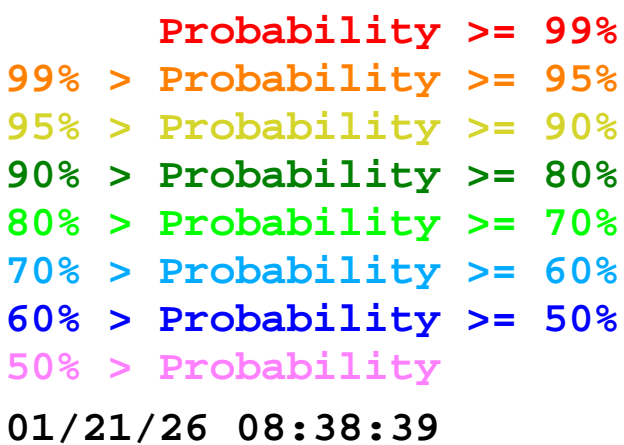 Probability >= 99%
99% > Probability >= 95%
95% > Probability >= 90%
90% > Probability >= 80%
80% > Probability >= 70%
70% > Probability >= 60%
60% > Probability >= 50%
50% > Probability
01/21/26 08:38:39